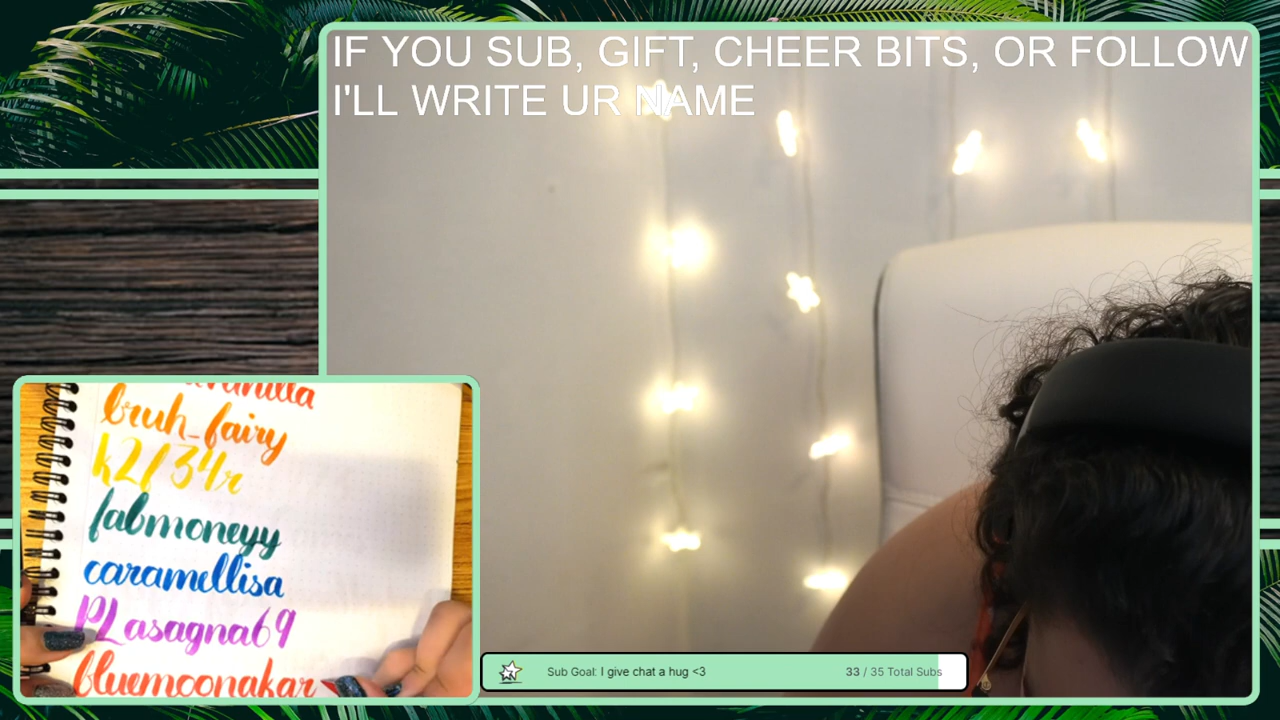 IF YOU SUB, GIFT, CHEER BITS, OR FOLLOW
I'LL WRITE UR NAME
bruh_fairy
fabmoneyy
caramellisa
PLasagna69
bluemoonakar
Sub Goal: I give chat a hug <3
33 / 35 Total Subs